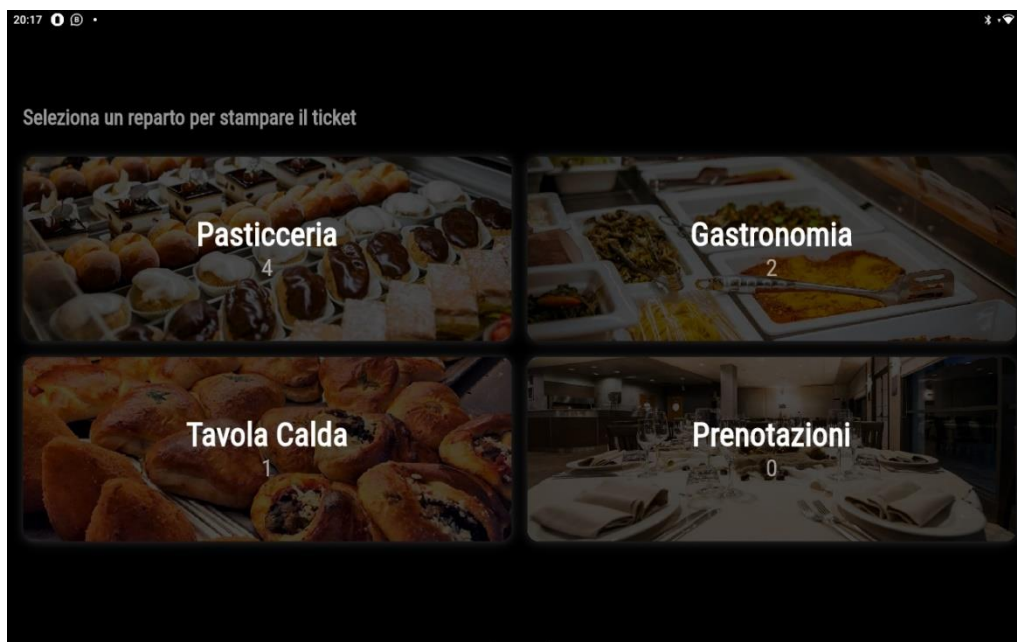 20:17
Seleziona un reparto per stampare il ticket
Pasticceria
4
Gastronomia
2
Tavola Calda
1
Prenotazioni
0